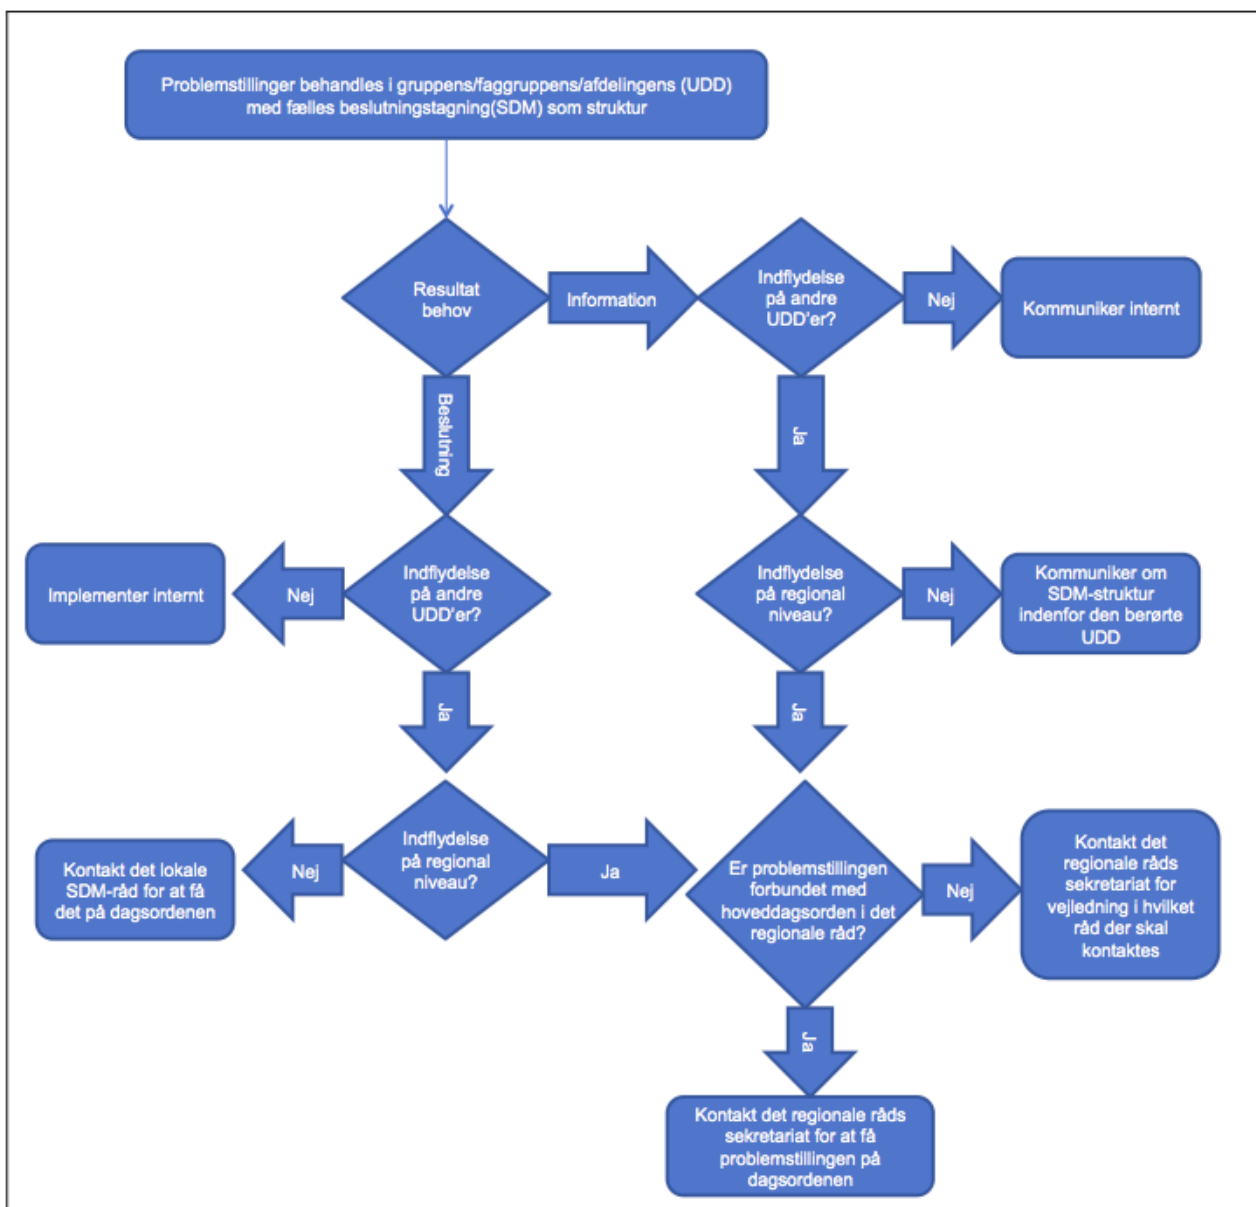 Problemstillinger behandles i gruppens/faggruppens/afdelingens (UDD)
med fælles beslutningstagning(SDM) som struktur
Resultat
behov
Information
Indflydelse
på andre
UDD'er?
Nej
Kommuniker internt
Beslutning
Ja
Implementer internt
Nej
Indflydelse
på andre
UDD'er?
Indflydelse
på regional
niveau?
Nej
Kommuniker om
SDM-struktur
indenfor den berørte
UDD
Ja
Ja
Kontakt det lokale
SDM-råd for at få
det på dagsordenen
Nej
Indflydelse
på regional
niveau?
Ja
Er problemstillingen
forbundet med
hoveddagsorden i det
regionale råd?
Nej
Kontakt det
regionale råds
sekretariat for
vejledning i hvilket
råd der skal
kontaktes
Ja
Kontakt det regionale råds
sekretariat for at få
problemstillingen på
dagsordenen